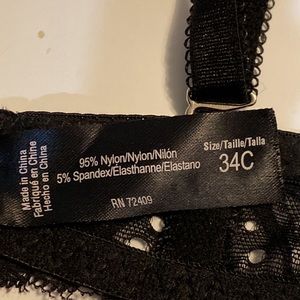 Made in China
Fabriqué en Chine
Hecho en China
95% Nylon/Nylon/Nilón
5% Spandex/Élasthanne/Elastano
RN 72409
Size/Taille/Talla
34C